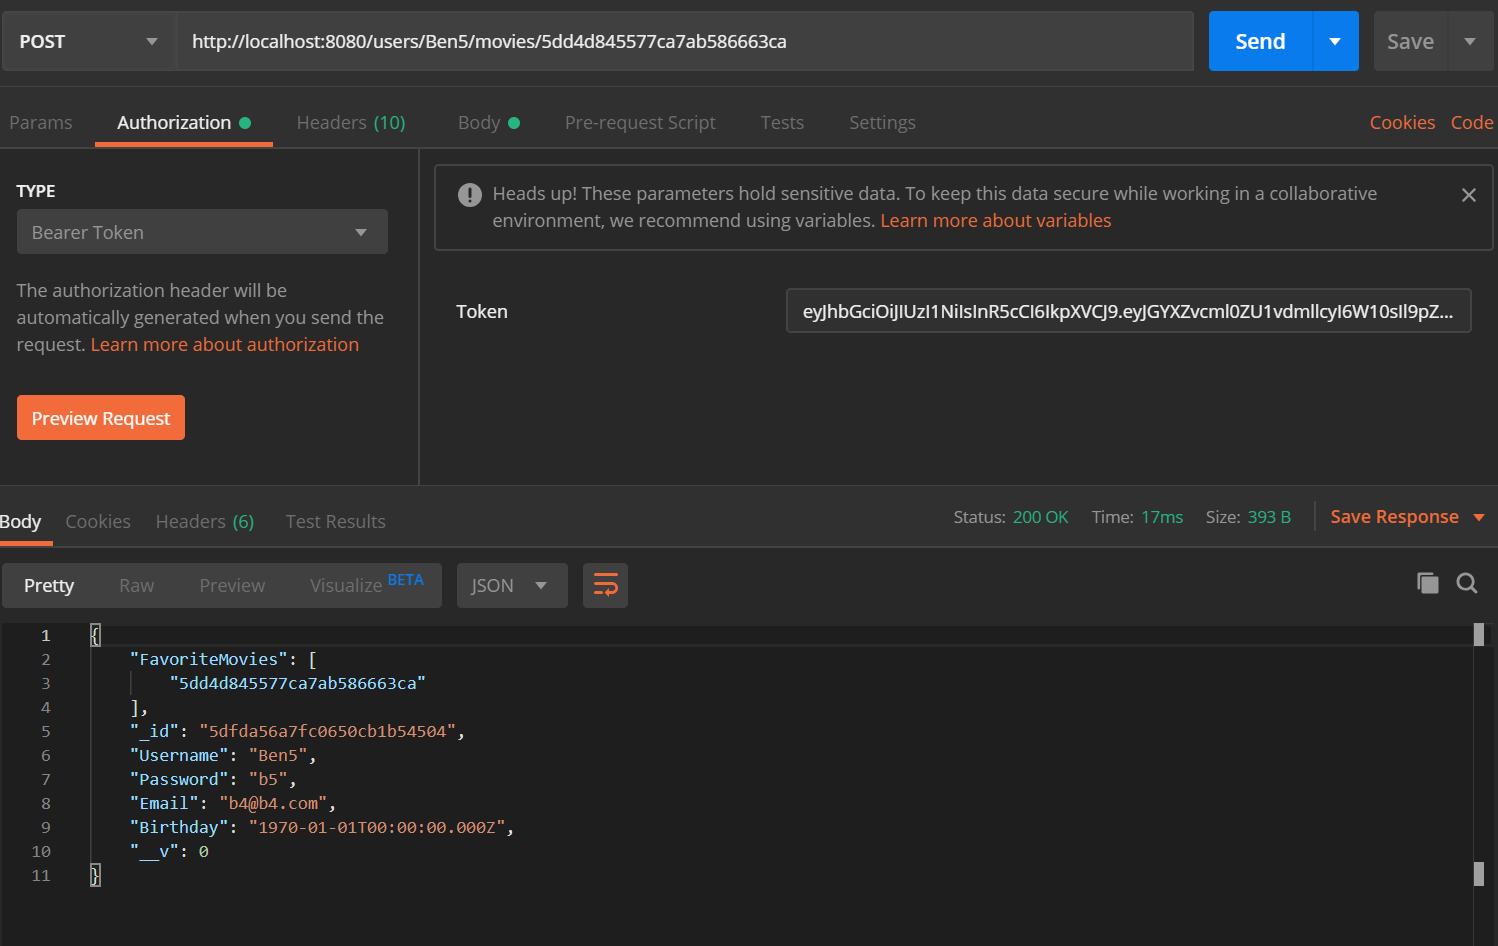 POST http://localhost:8080/users/Ben5/movies/5dd4d845577ca7ab586663ca Send Save
Params Authorization Headers (10) Body Pre-request Script Tests Settings Cookies Code
TYPE
Bearer Token
The authorization header will be
automatically generated when you send the
request. Learn more about authorization
Preview Request
Heads up! These parameters hold sensitive data. To keep this data secure while working in a collaborative
environment, we recommend using variables. Learn more about variables
Token eyJhbGciOiJIUzI1NiIsInR5cCI6IkpXVCJ9.eyJGYXZvcml0ZU1vdmllcyI6W10sIl9pZ...
Body Cookies Headers (6) Test Results Status: 200 OK Time: 17ms Size: 393 B Save Response
Pretty Raw Preview Visualize BETA JSON
1 {
2 "FavoriteMovies": [
3 "5dd4d845577ca7ab586663ca"
4 ],
5 "_id": "5dfda56a7fc0650cb1b54504",
6 "Username": "Ben5",
7 "Password": "b5",
8 "Email": "b4@b4.com",
9 "Birthday": "1970-01-01T00:00:00.000Z",
10 "__v": 0
11 }